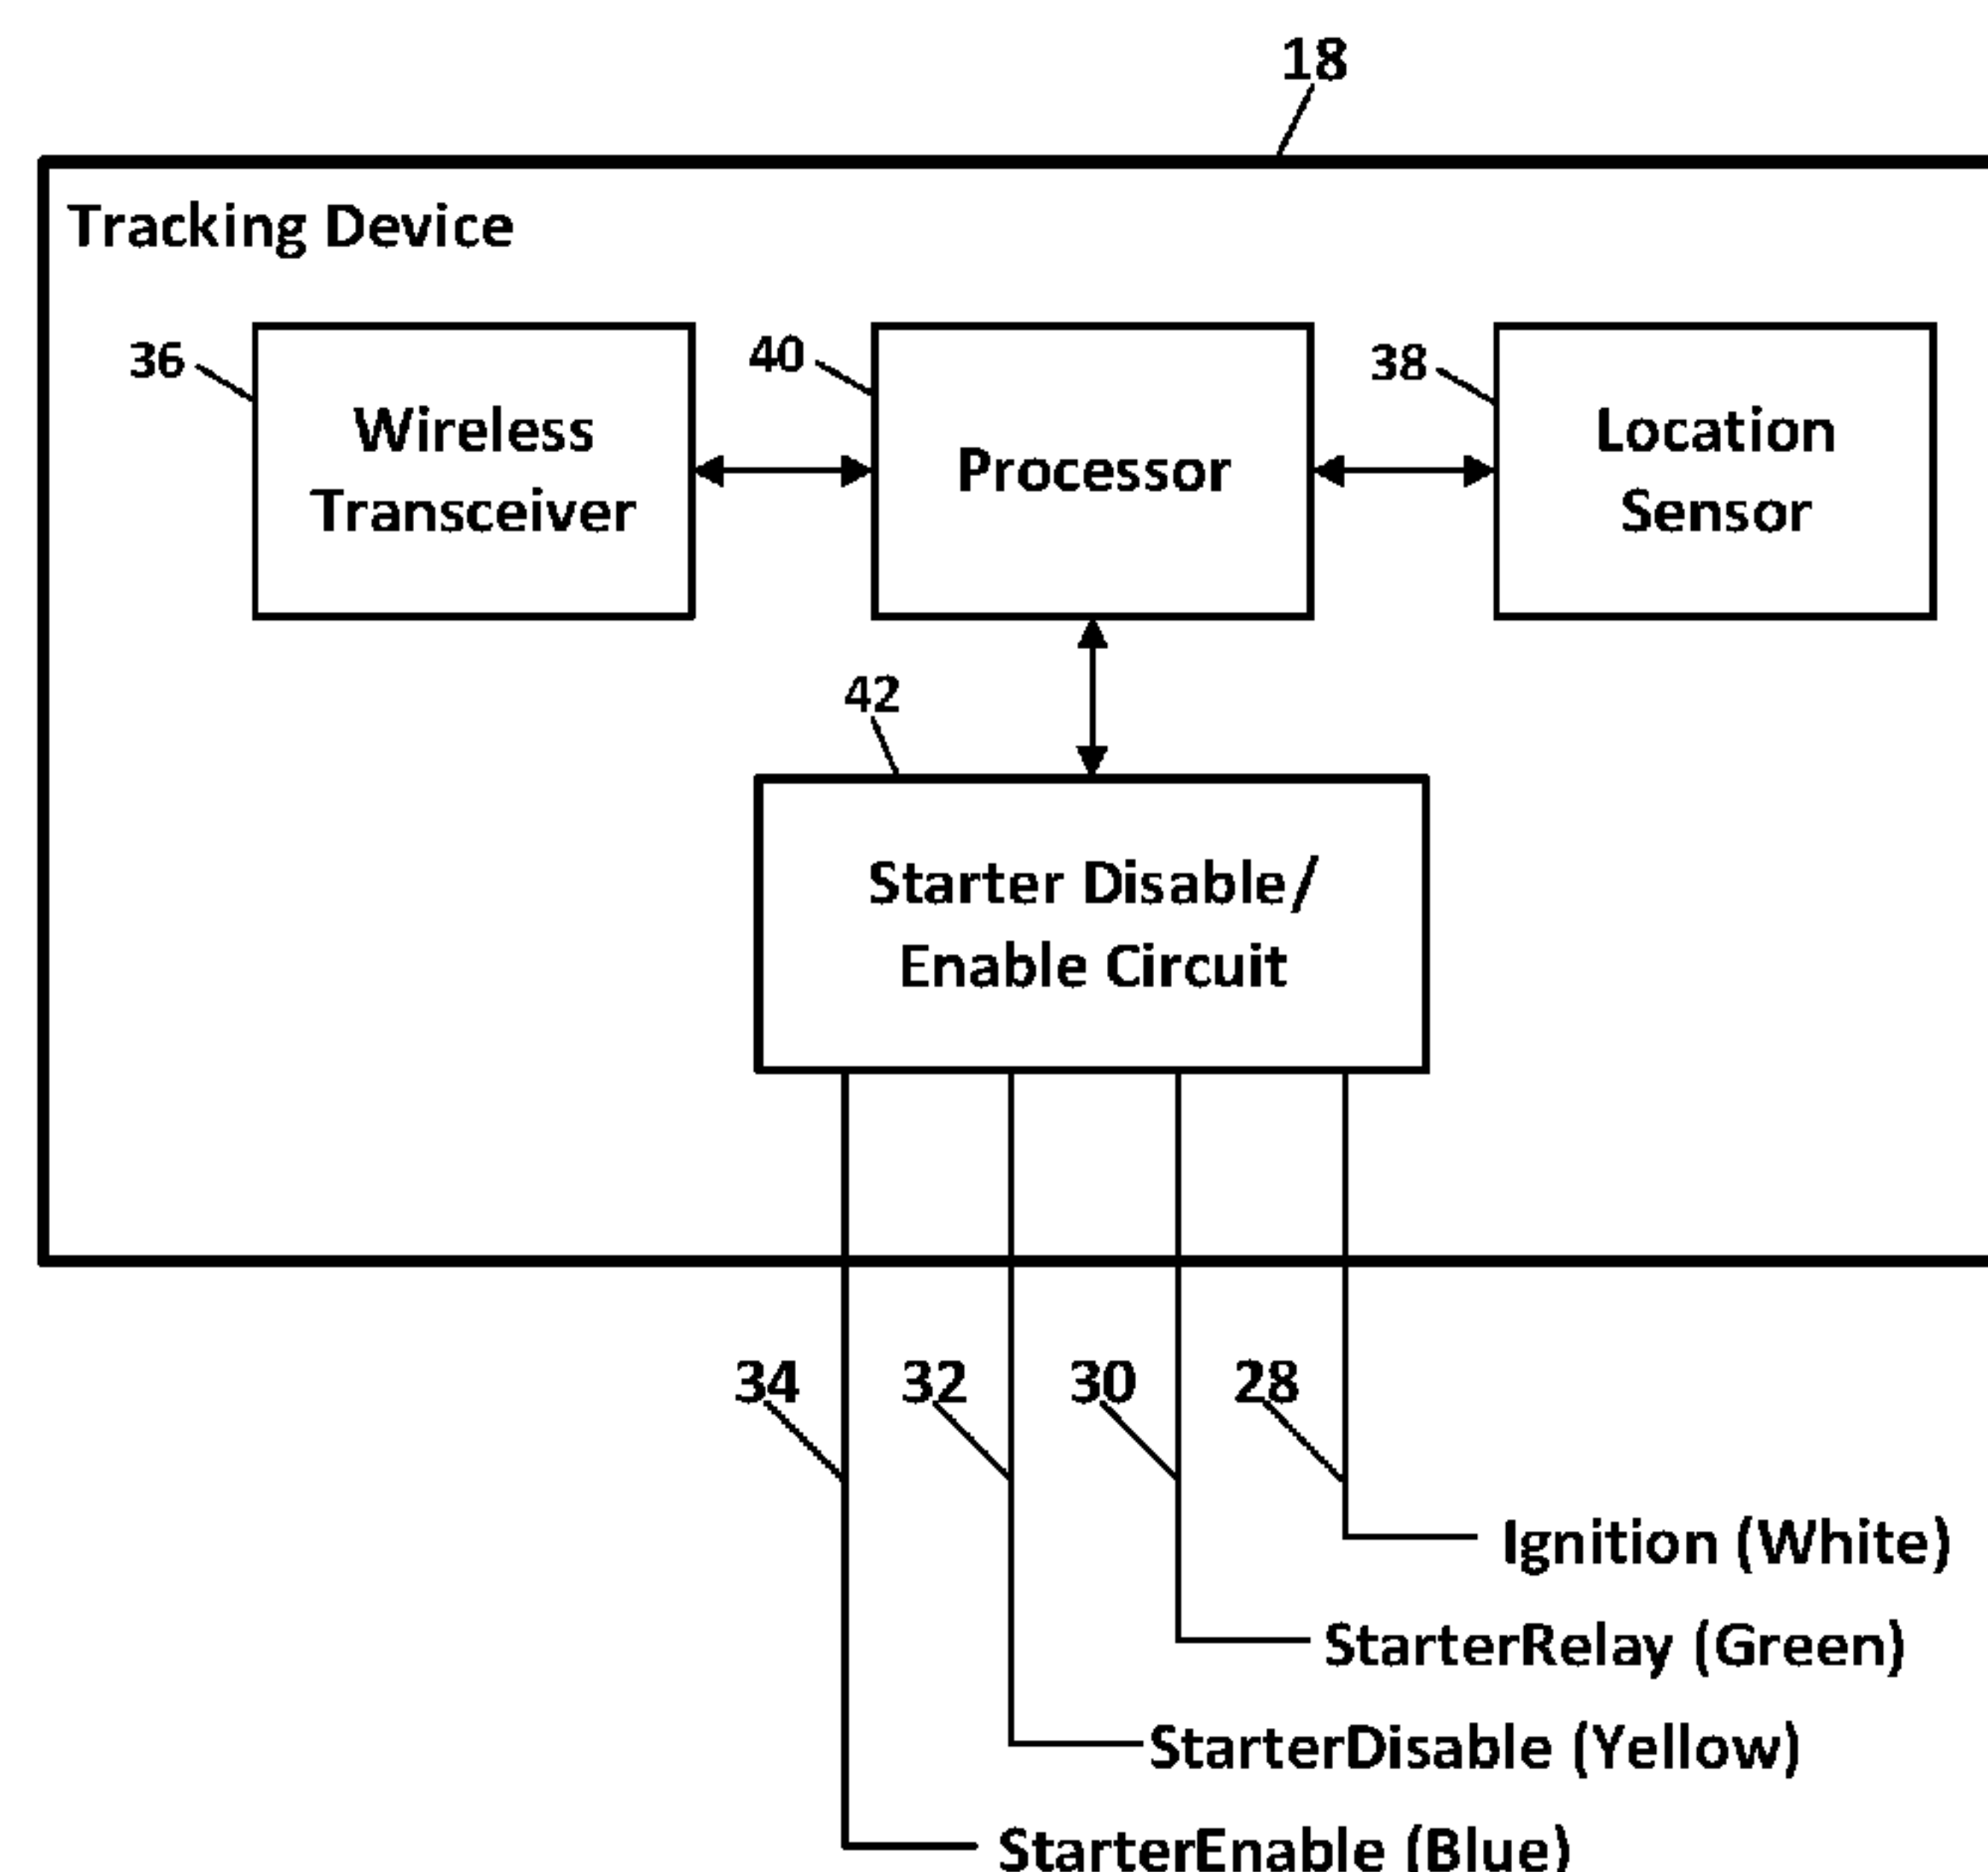 18
Tracking Device
36
Wireless
Transceiver
40
Processor
38
Location
Sensor
42
Starter Disable/
Enable Circuit
34
32
30
28
Ignition (White)
StarterRelay (Green)
StarterDisable (Yellow)
StarterEnable (Blue)